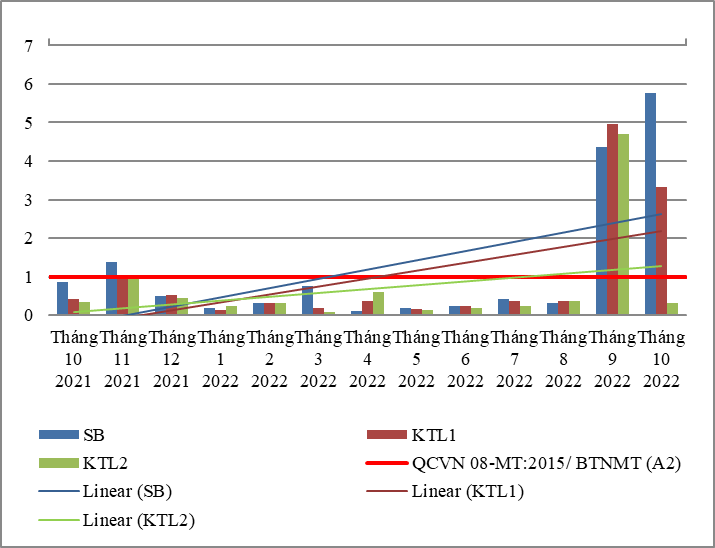 7
6
5
4
3
2
1
0
Tháng 10 2021
Tháng 11 2021
Tháng 12 2021
Tháng 1 2022
Tháng 2 2022
Tháng 3 2022
Tháng 4 2022
Tháng 5 2022
Tháng 6 2022
Tháng 7 2022
Tháng 8 2022
Tháng 9 2022
Tháng 10 2022
SB
KTL1
KTL2
QCVN 08-MT:2015/ BTNMT (A2)
Linear (SB)
Linear (KTL1)
Linear (KTL2)